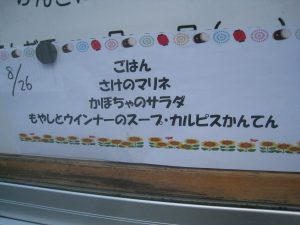 8/26
ごはん
さけのマリネ
かぼちゃのサラダ
もやしとウインナーのスープ・カルピスかんてん